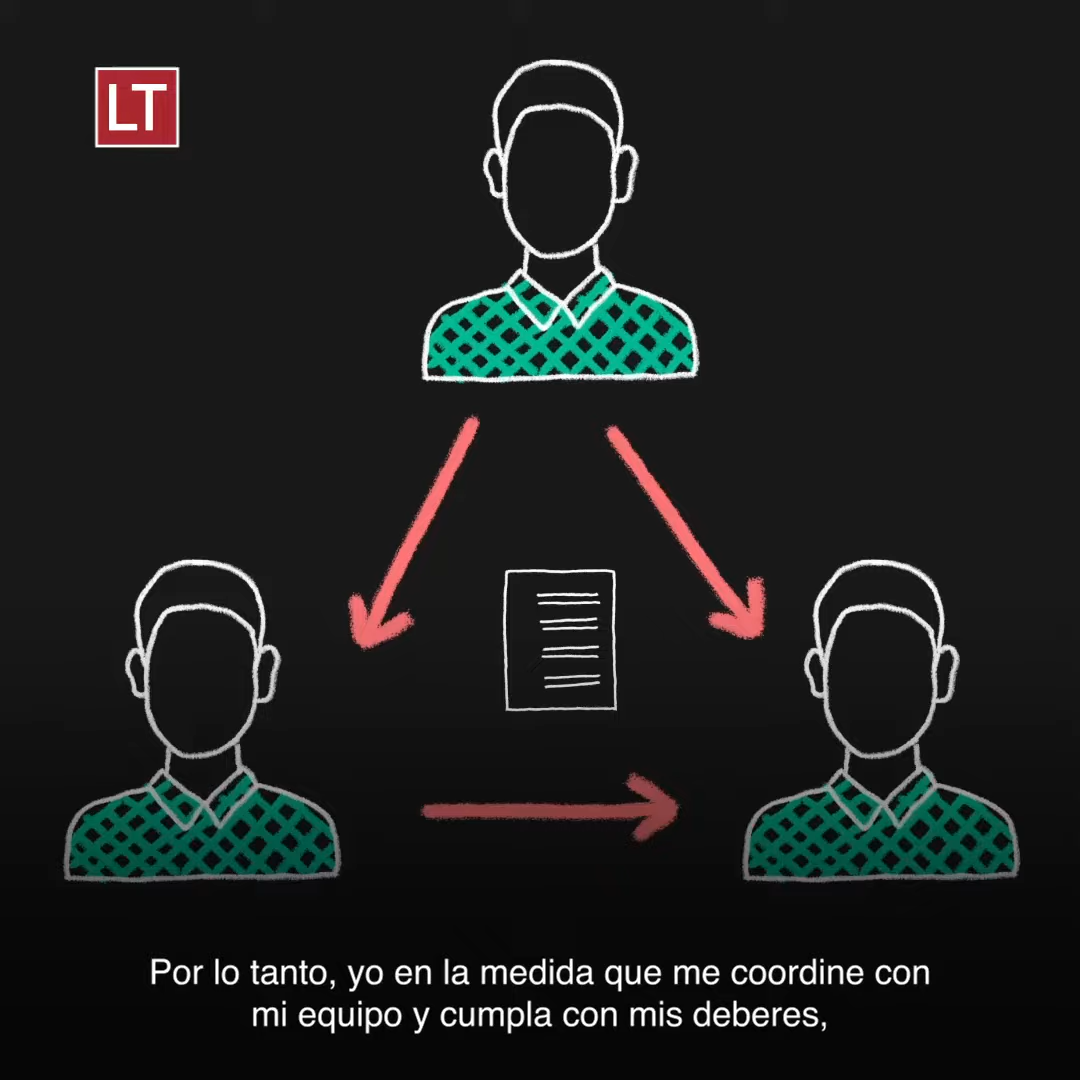 LT
Por lo tanto, yo en la medida que me coordine con
mi equipo y cumpla con mis deberes,